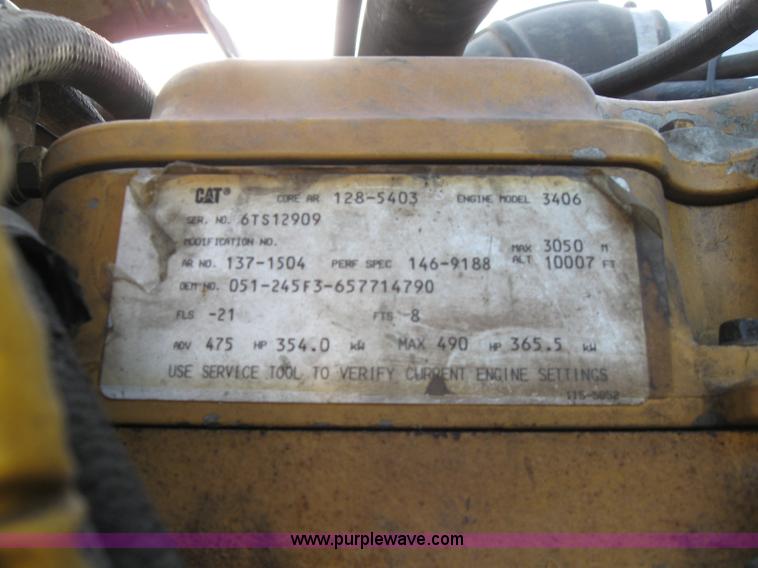 CAT® CORE AR 128-5403 ENGINE MODEL 3406
SER. NO. 6TS12909
MODIFICATION NO. MAX 3050 M
AR NO. 137-1504 PERF SPEC 146-9188 ALT 10007 FT
OEM NO. 051-245F3-657714790
FLS -21 FTS -8
ADV 475 HP 354.0 kW MAX 490 HP 365.5 kW
USE SERVICE TOOL TO VERIFY CURRENT ENGINE SETTINGS
115-5052
www.purplewave.com